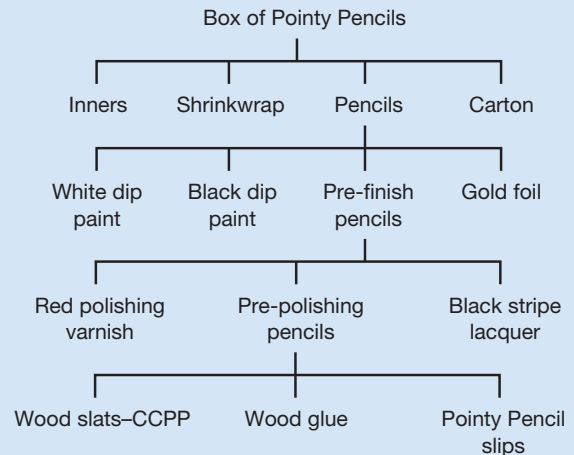 Box of Pointy Pencils
Inners
Shrinkwrap
Pencils
Carton
White dip
paint
Black dip
paint
Pre-finish
pencils
Gold foil
Red polishing
varnish
Pre-polishing
pencils
Black stripe
lacquer
Wood slats–CCPP
Wood glue
Pointy Pencil
slips